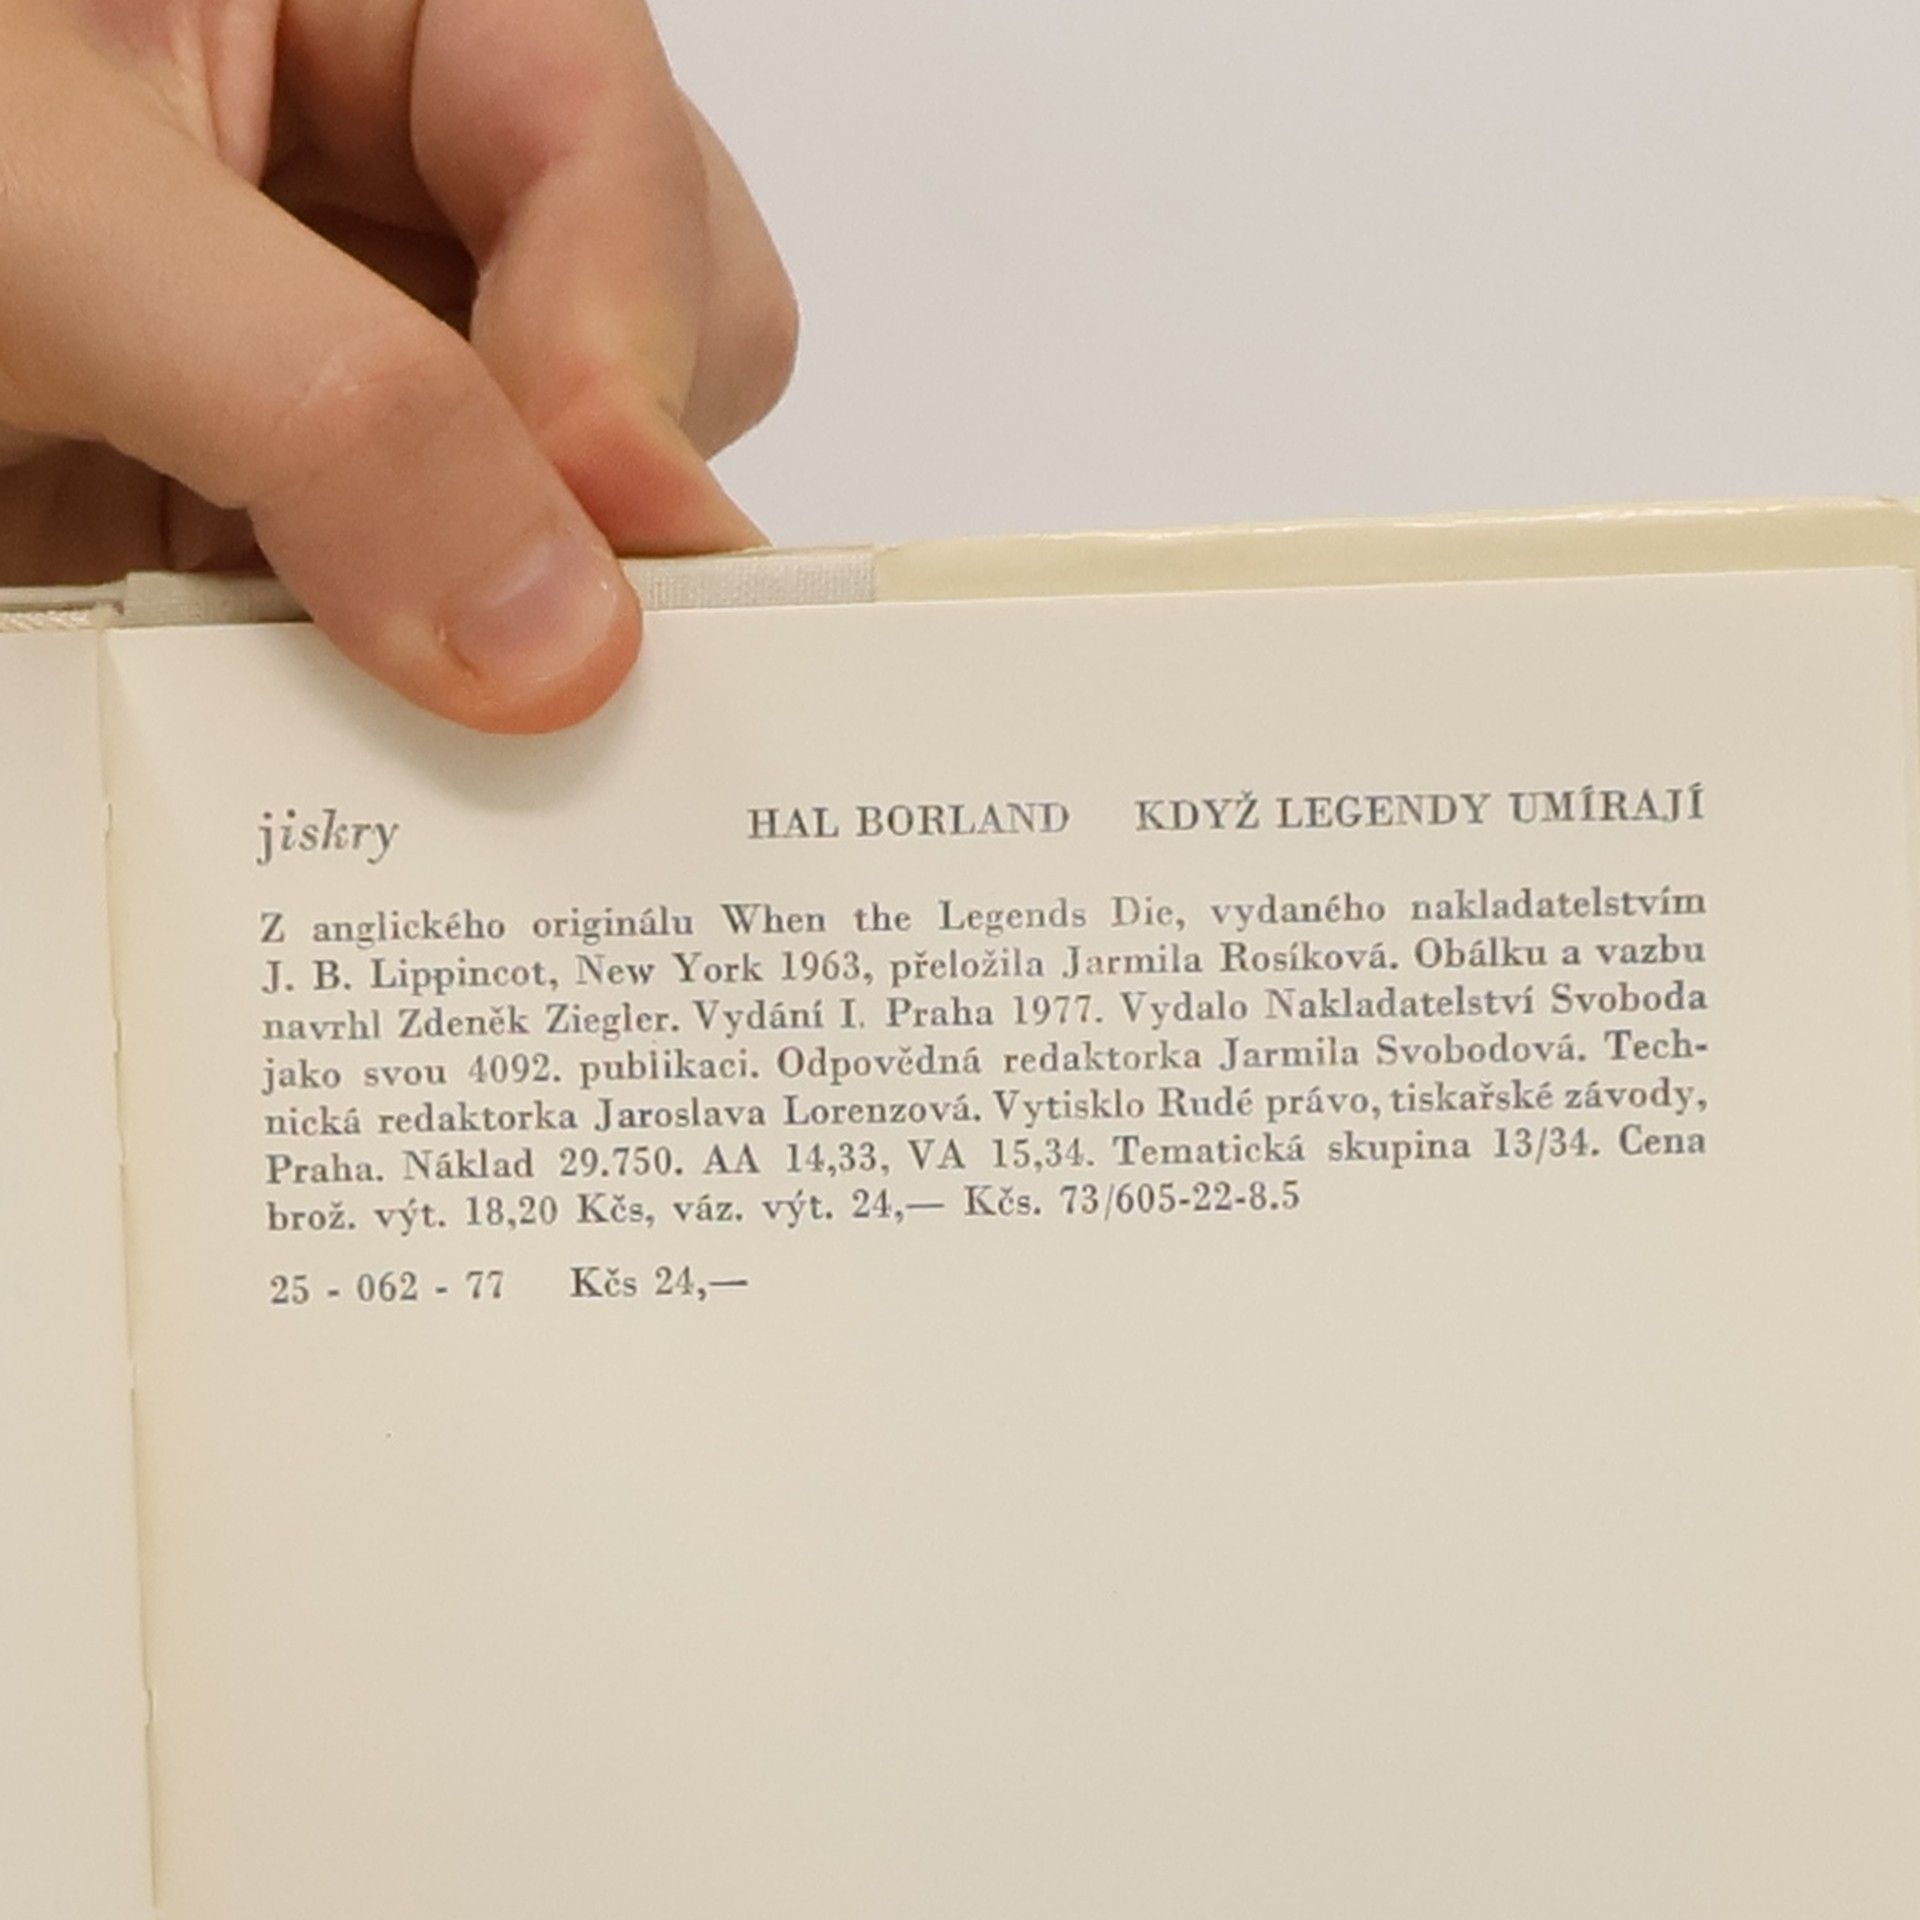 jiskry HAL BORLAND KDYŽ LEGENDY UMÍRAJÍ
Z anglického originálu When the Legends Die, vydaného nakladatelstvím
J. B. Lippincot, New York 1963, přeložila Jarmila Rosíková. Obálku a vazbu
navrhl Zdeněk Ziegler. Vydání I. Praha 1977. Vydalo Nakladatelství Svoboda
jako svou 4092. publikaci. Odpovědná redaktorka Jarmila Svobodová. Tech-
nická redaktorka Jaroslava Lorenzová. Vytisklo Rudé právo, tiskařské závody,
Praha. Náklad 29.750. AA 14,33, VA 15,34. Tematická skupina 13/34. Cena
brož. výt. 18,20 Kčs, váz. výt. 24,— Kčs. 73/605-22-8.5
25 - 062 - 77 Kčs 24,—